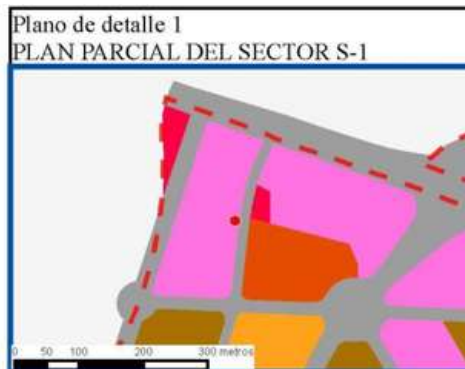 Plano de detalle 1
PLAN PARCIAL DEL SECTOR S-1
0 50 100 200 300 metros